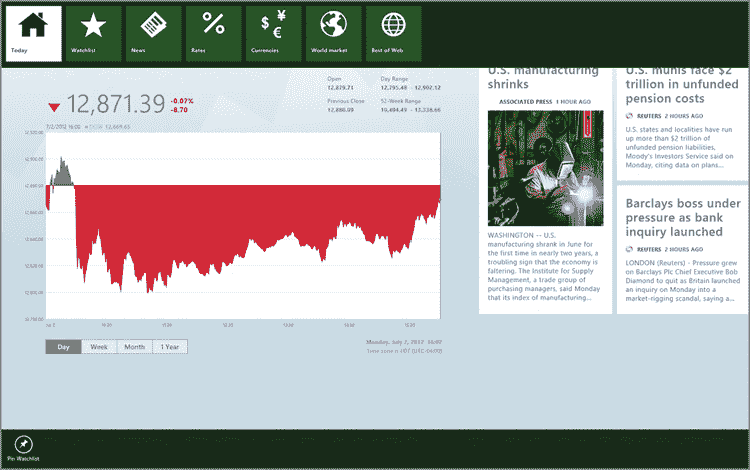 Today
Watchlist
News
Rates
Currencies
World market
Best of Web
12,871.39
-0.07%
-8.70
Open
12,879.71
Day Range
12,795.48 - 12,902.12
Previous Close
12,880.09
52-Week Range
7/2/2012 16:00
Jul 2
Day
Week
Month
1 Year
Monday, July 2, 2012
U.S. manufacturing
shrinks
ASSOCIATED PRESS 1 HOUR AGO
WASHINGTON -- U.S.
manufacturing shrank in June for
the first time in nearly two years, a
troubling sign that the economy is
faltering. The Institute for Supply
Management, a trade group of
purchasing managers, said Monday
that its index of manufacturing...
U.S. munis face $2
trillion in unfunded
pension costs
REUTERS 2 HOURS AGO
U.S. states and localities have run
up more than $2 trillion of
unfunded pension liabilities,
Moody's Investors Service said on
Monday, citing data on plans...
Barclays boss under
pressure as bank
inquiry launched
REUTERS 2 HOURS AGO
LONDON (Reuters) - Pressure grew
on Barclays Plc Chief Executive Bob
Diamond to quit as Britain launched
an inquiry on Monday into a
market-rigging scandal, saying a...
Pin Watchlist